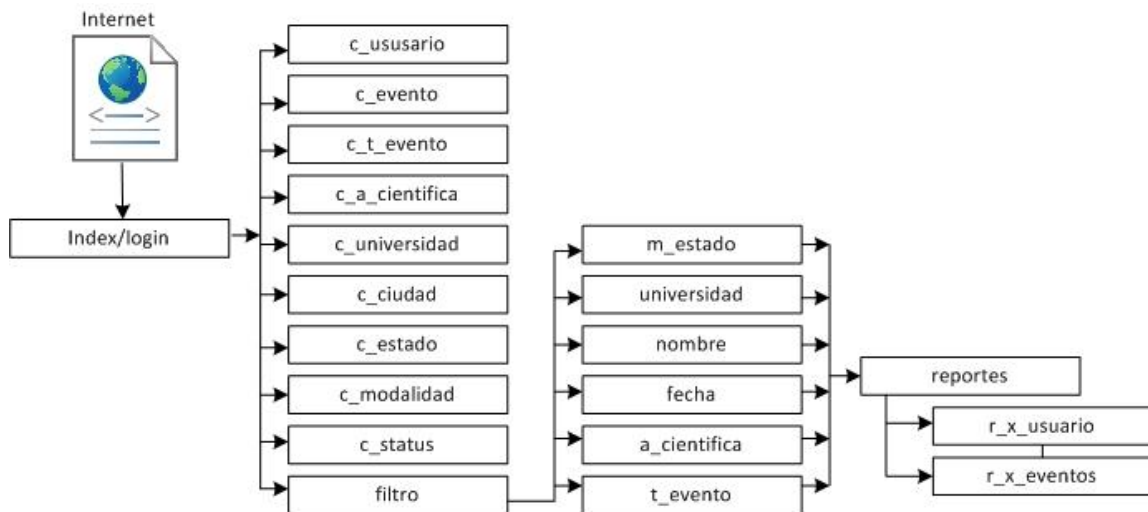 Internet
Index/login
c_ususario
c_evento
c_t_evento
c_a_cientifica
c_universidad
c_ciudad
c_estado
c_modalidad
c_status
filtro
m_estado
universidad
nombre
fecha
a_cientifica
t_evento
reportes
r_x_usuario
r_x_eventos